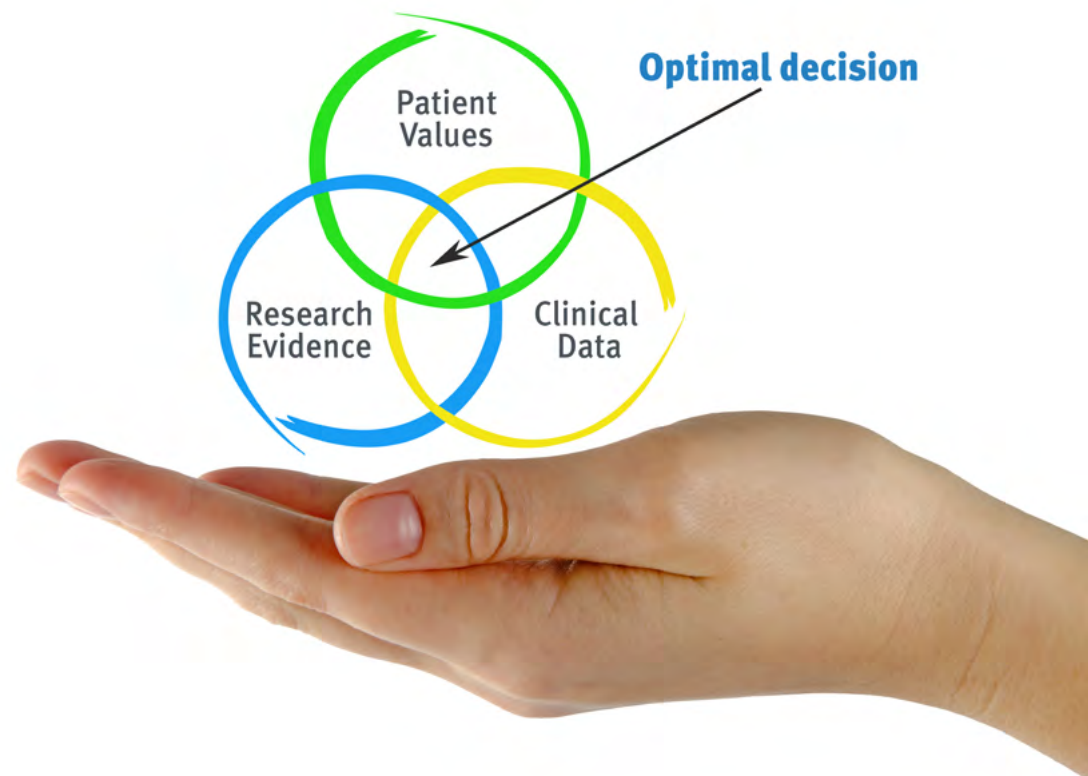 Optimal decision
Patient
Values
Research
Evidence
Clinical
Data